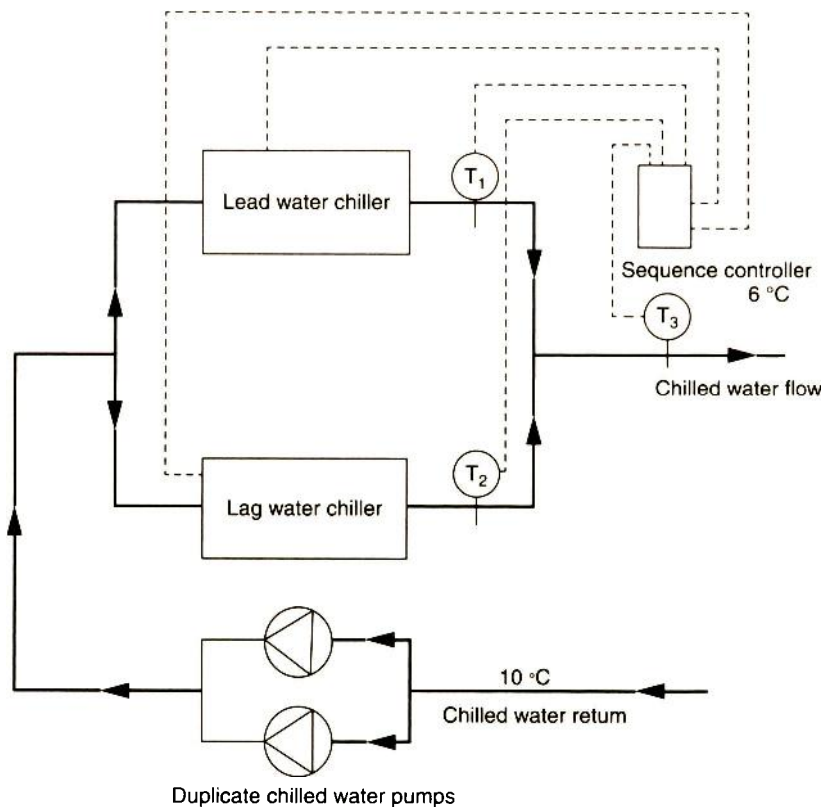 T₁
Lead water chiller
Sequence controller
6 °C
T₃
Chilled water flow
T₂
Lag water chiller
10 °C
Chilled water retum
Duplicate chilled water pumps